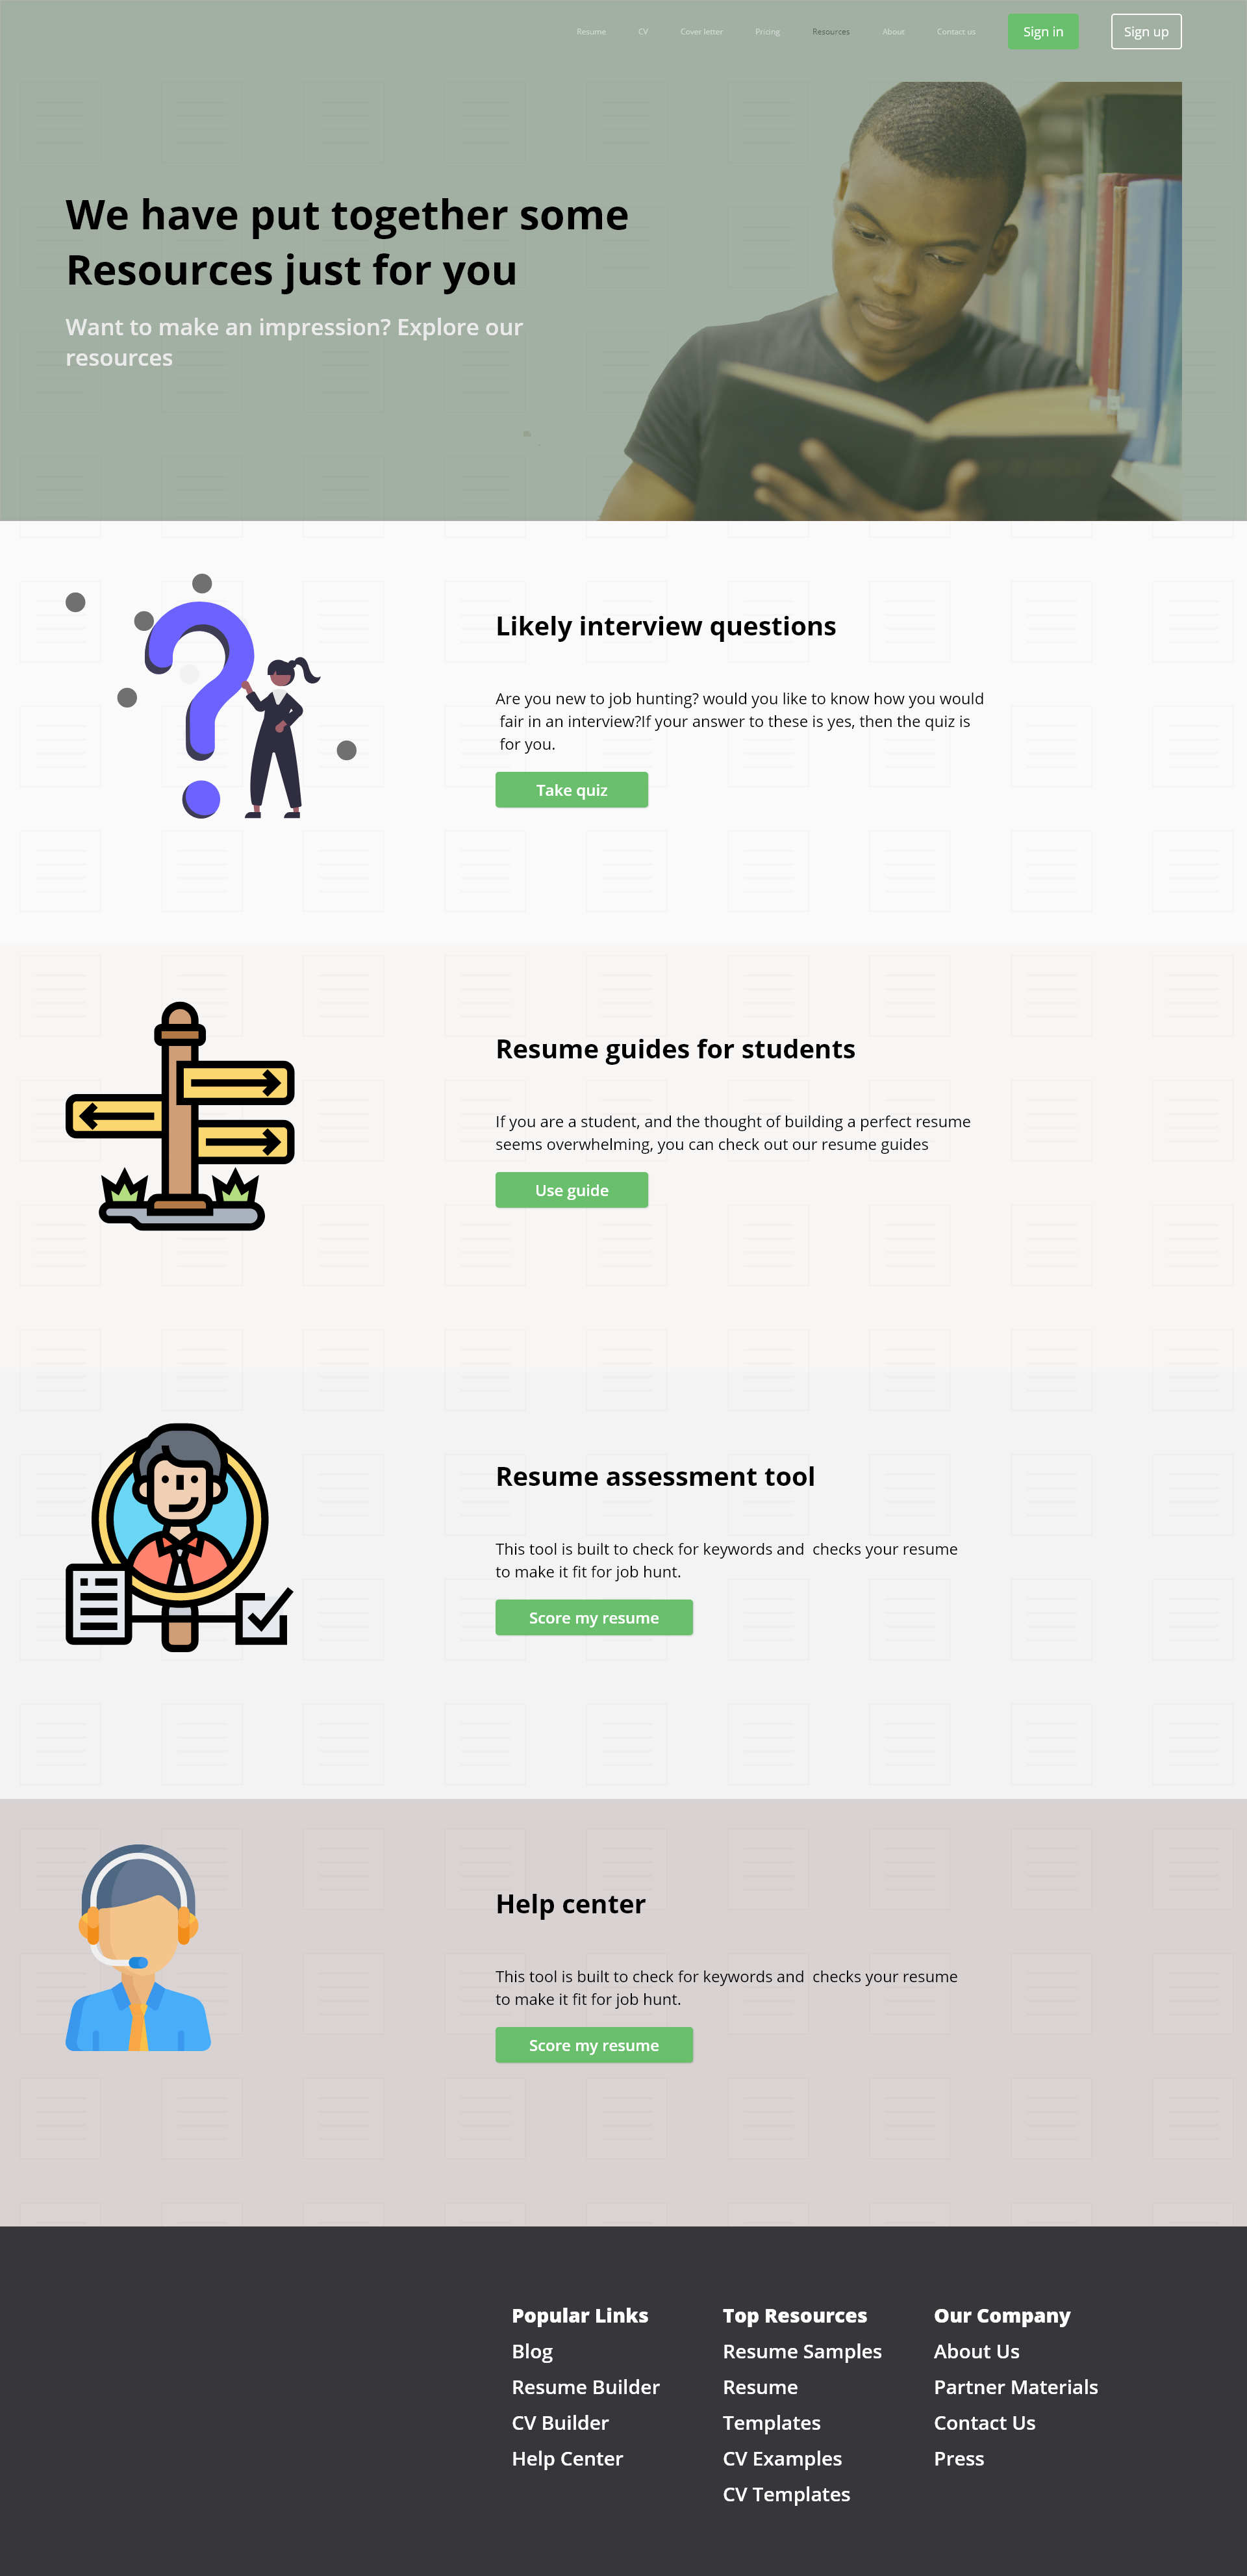 Resume CV Cover letter Pricing Resources About Contact us Sign in Sign up
We have put together some
Resources just for you
Want to make an impression? Explore our
resources
Likely interview questions
Are you new to job hunting? would you like to know how you would
fair in an interview?If your answer to these is yes, then the quiz is
for you.
Take quiz
Resume guides for students
If you are a student, and the thought of building a perfect resume
seems overwhelming, you can check out our resume guides
Use guide
Resume assessment tool
This tool is built to check for keywords and  checks your resume
to make it fit for job hunt.
Score my resume
Help center
This tool is built to check for keywords and  checks your resume
to make it fit for job hunt.
Score my resume
Popular Links
Blog
Resume Builder
CV Builder
Help Center
Top Resources
Resume Samples
Resume
Templates
CV Examples
CV Templates
Our Company
About Us
Partner Materials
Contact Us
Press